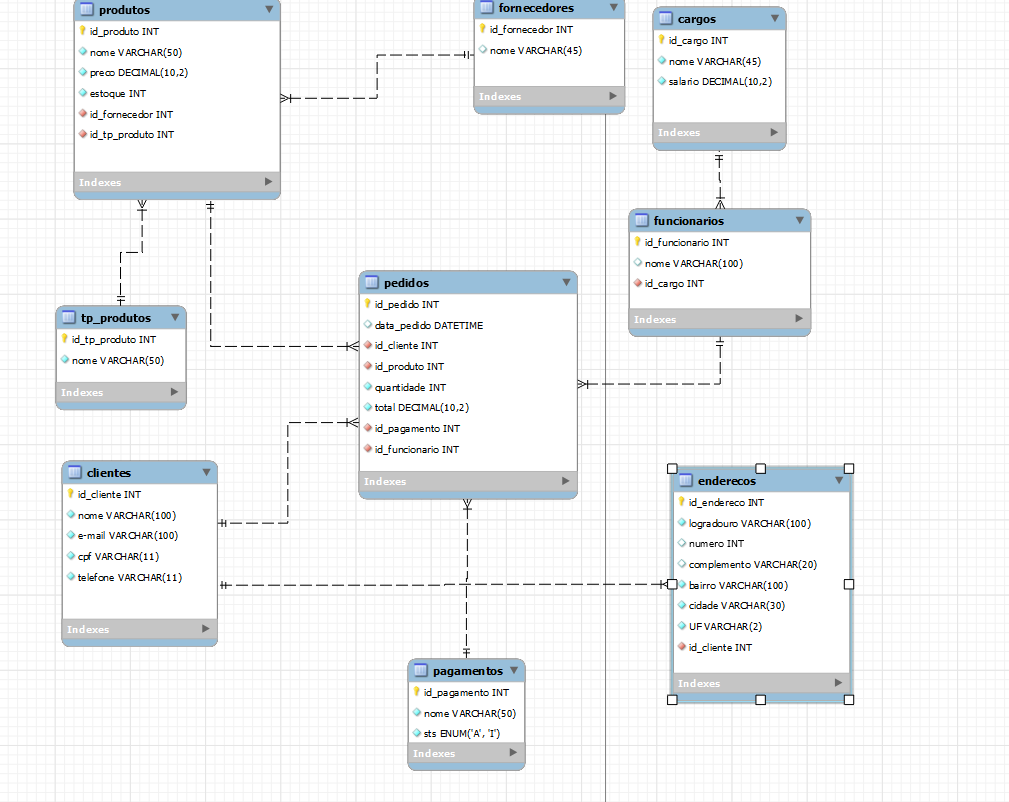 produtos
id_produto INT
nome VARCHAR(50)
preco DECIMAL(10,2)
estoque INT
id_fornecedor INT
id_tp_produto INT
Indexes
fornecedores
id_fornecedor INT
nome VARCHAR(45)
Indexes
cargos
id_cargo INT
nome VARCHAR(45)
salario DECIMAL(10,2)
Indexes
funcionarios
id_funcionario INT
nome VARCHAR(100)
id_cargo INT
Indexes
tp_produtos
id_tp_produto INT
nome VARCHAR(50)
Indexes
pedidos
id_pedido INT
data_pedido DATETIME
id_cliente INT
id_produto INT
quantidade INT
total DECIMAL(10,2)
id_pagamento INT
id_funcionario INT
Indexes
clientes
id_cliente INT
nome VARCHAR(100)
e-mail VARCHAR(100)
cpf VARCHAR(11)
telefone VARCHAR(11)
Indexes
enderecos
id_endereco INT
logradouro VARCHAR(100)
numero INT
complemento VARCHAR(20)
bairro VARCHAR(100)
cidade VARCHAR(30)
UF VARCHAR(2)
id_cliente INT
Indexes
pagamentos
id_pagamento INT
nome VARCHAR(50)
sts ENUM('A', 'I')
Indexes